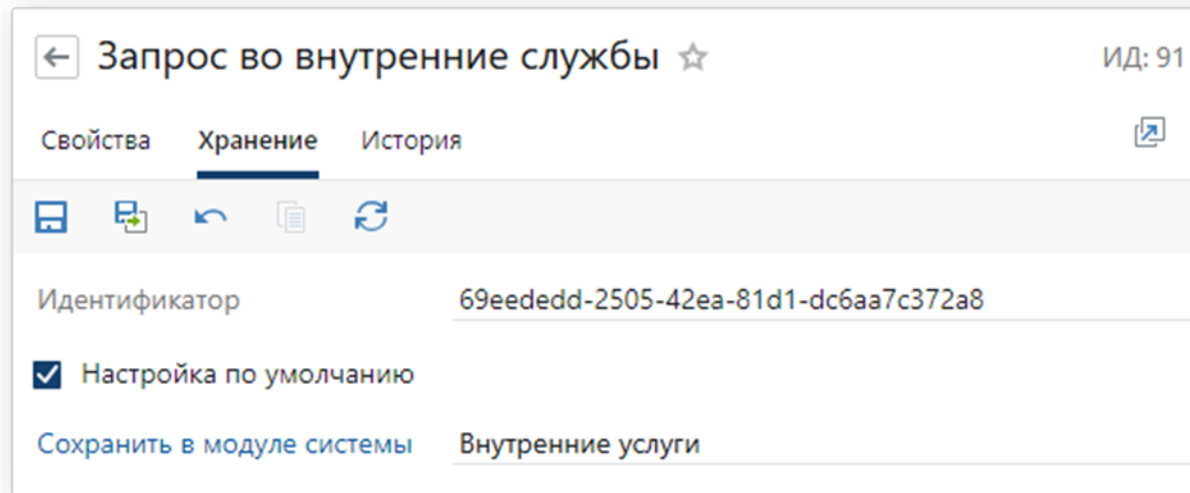 Запрос во внутренние службы
ИД: 91
Свойства Хранение История
Идентификатор 69eededd-2505-42ea-81d1-dc6aa7c372a8
Настройка по умолчанию
Сохранить в модуле системы Внутренние услуги